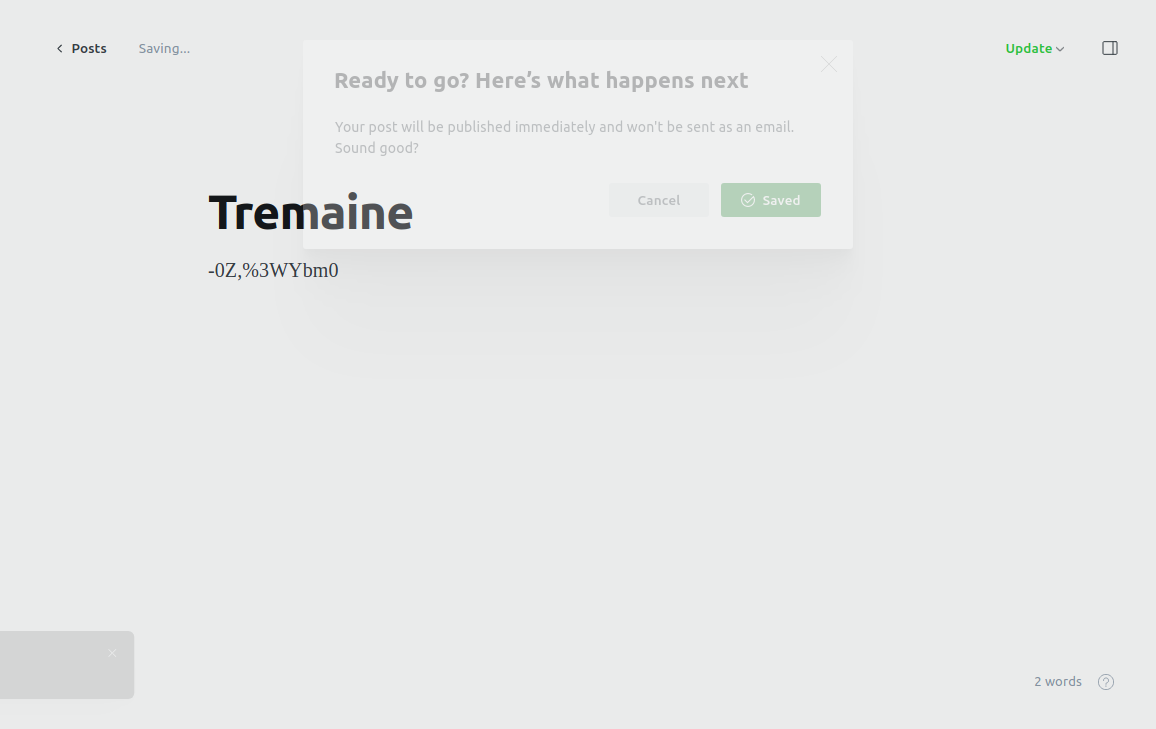 Posts
Saving...
Update
Ready to go? Here’s what happens next
Your post will be published immediately and won't be sent as an email.
Sound good?
Cancel
Saved
Tremaine
-0Z,%3WYbm0
2 words